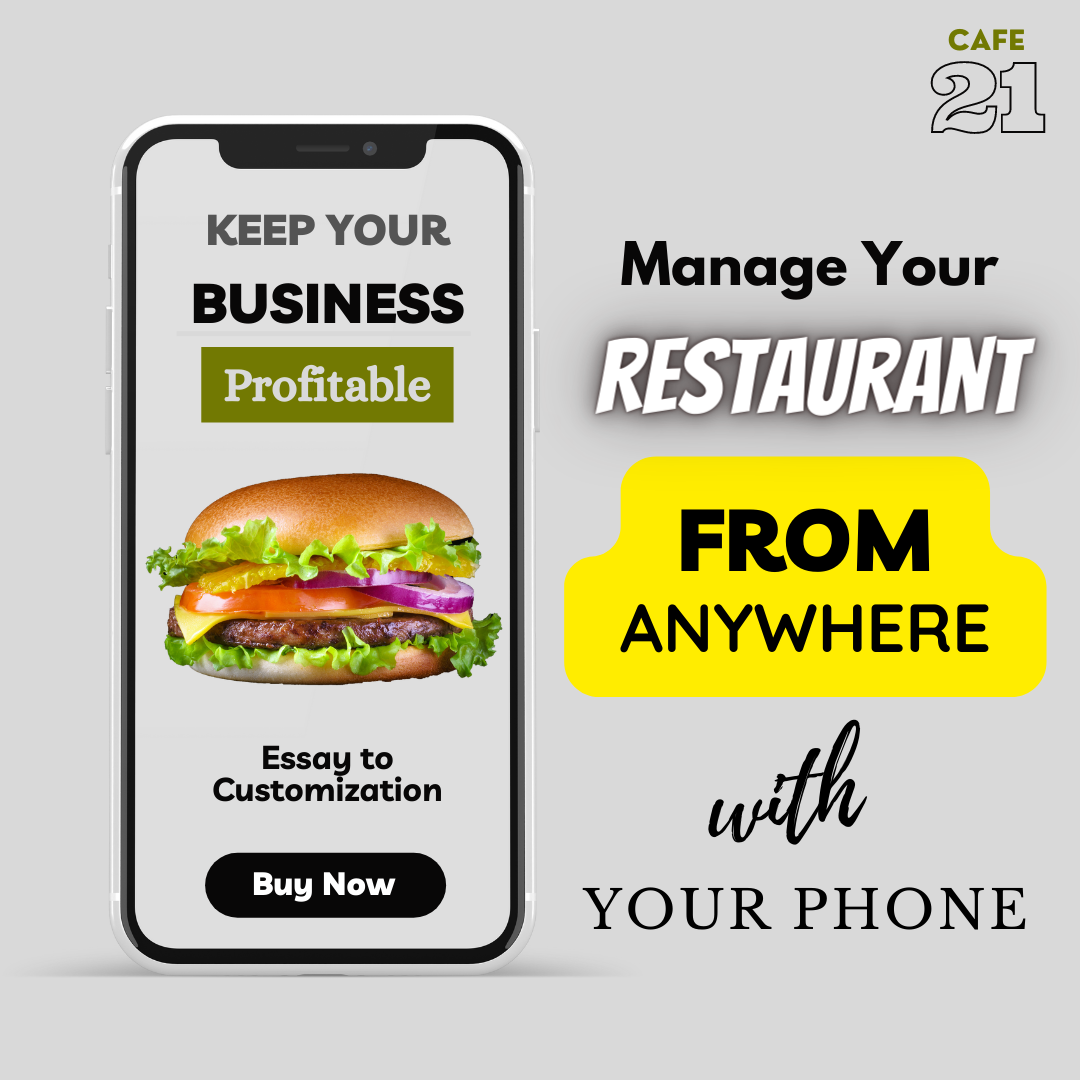 CAFE
21
KEEP YOUR
BUSINESS
Profitable
Essay to
Customization
Buy Now
Manage Your
RESTAURANT
FROM
ANYWHERE
with
YOUR PHONE